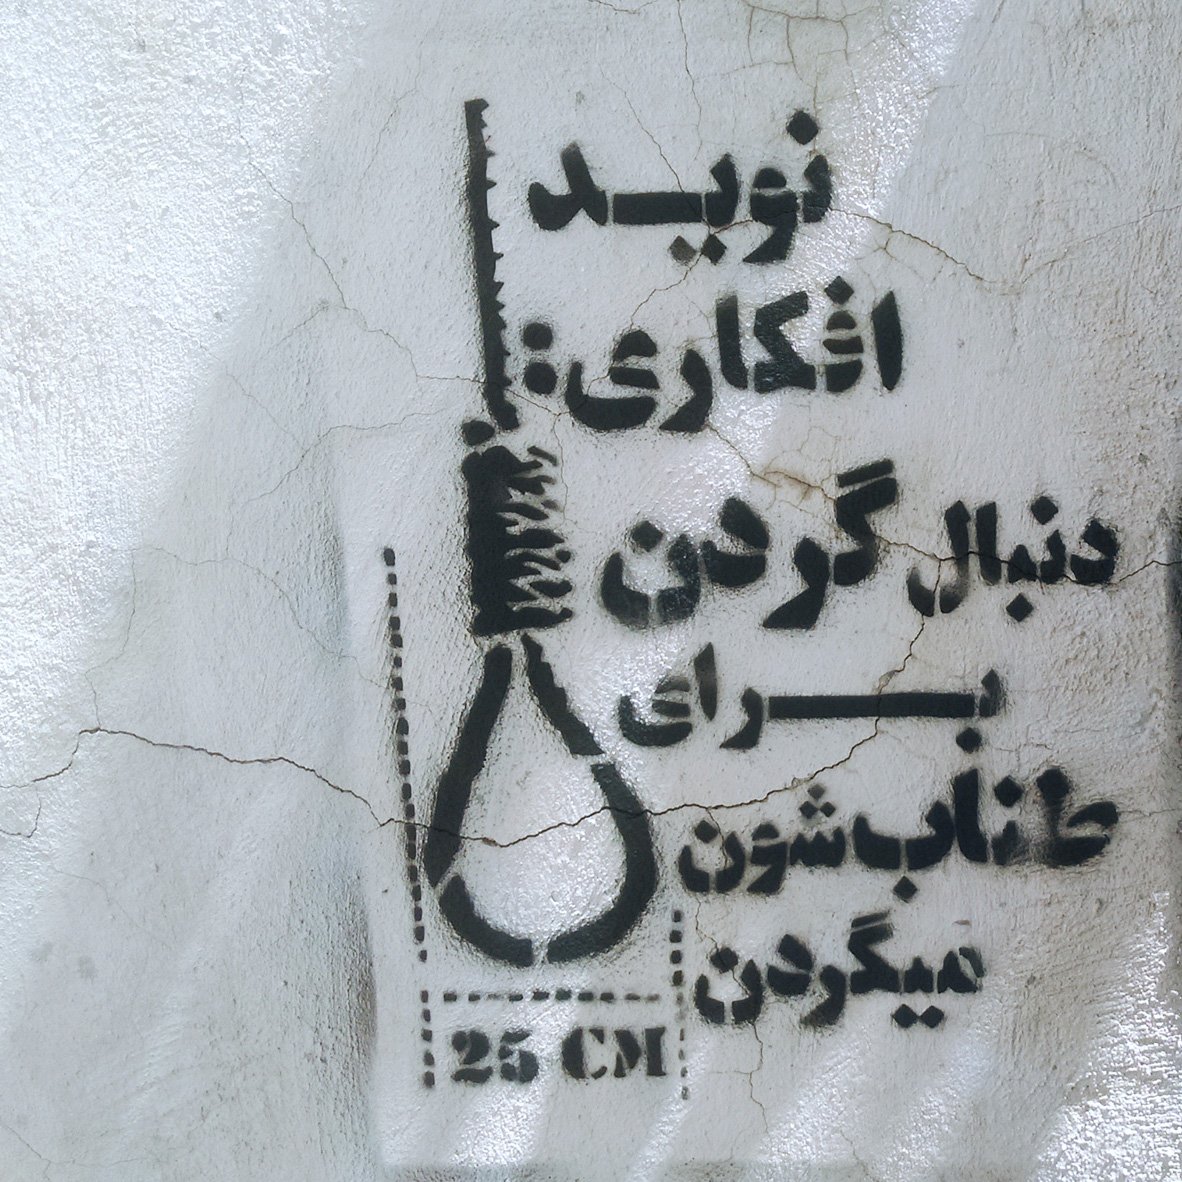 نوید
افکاری:
دنبال گردن
برای
طناب‌شون
میگردن
25 CM